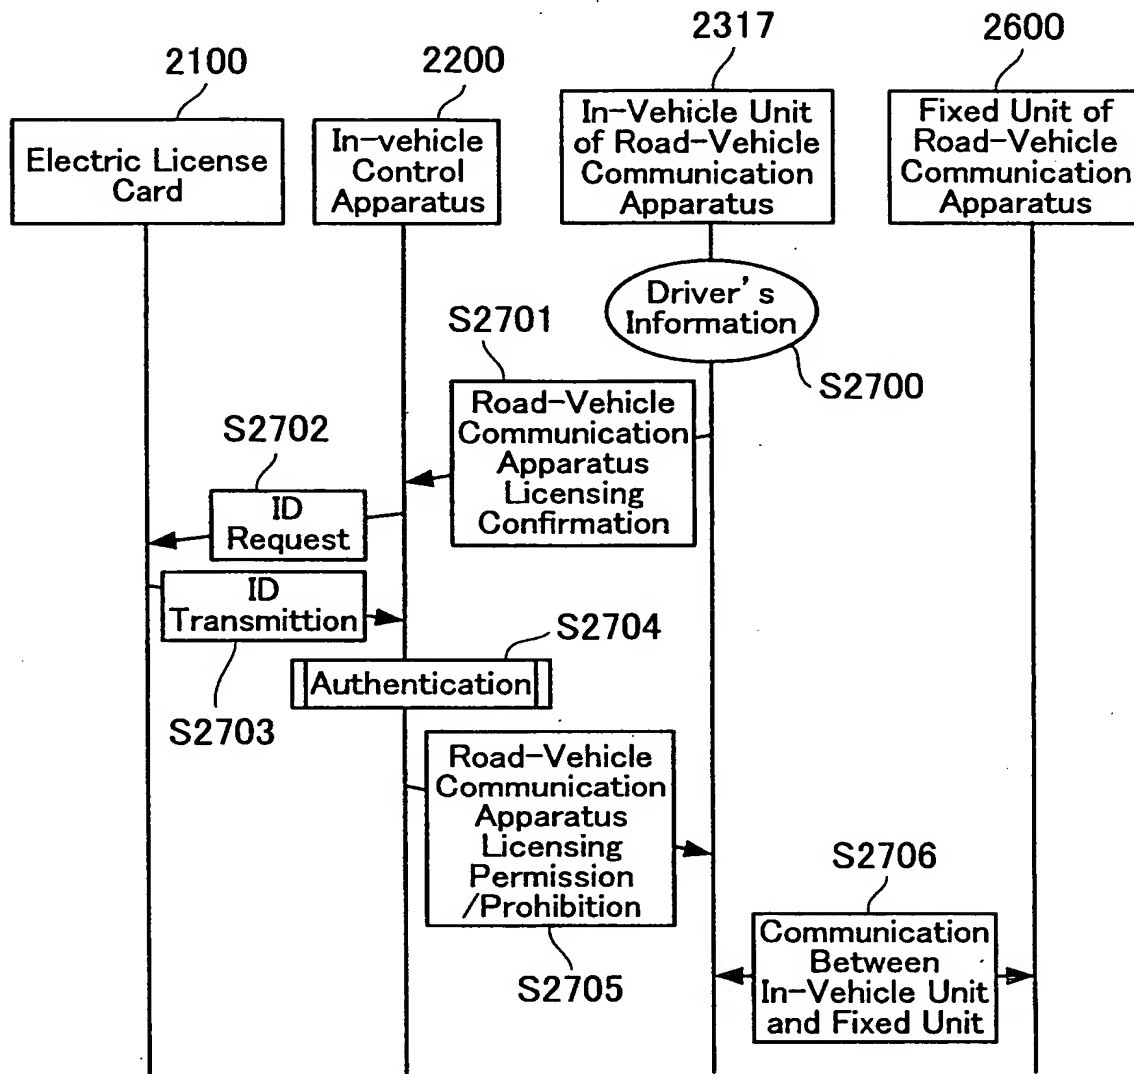 2100
2200
2317
2600
Electric License
Card
In-vehicle
Control
Apparatus
In-Vehicle Unit
of Road-Vehicle
Communication
Apparatus
Fixed Unit of
Road-Vehicle
Communication
Apparatus
Driver's
Information
S2700
S2701
Road-Vehicle
Communication
Apparatus
Licensing
Confirmation
S2702
ID
Request
ID
Transmittion
S2703
S2704
Authentication
Road-Vehicle
Communication
Apparatus
Licensing
Permission
/Prohibition
S2705
S2706
Communication
Between
In-Vehicle Unit
and Fixed Unit